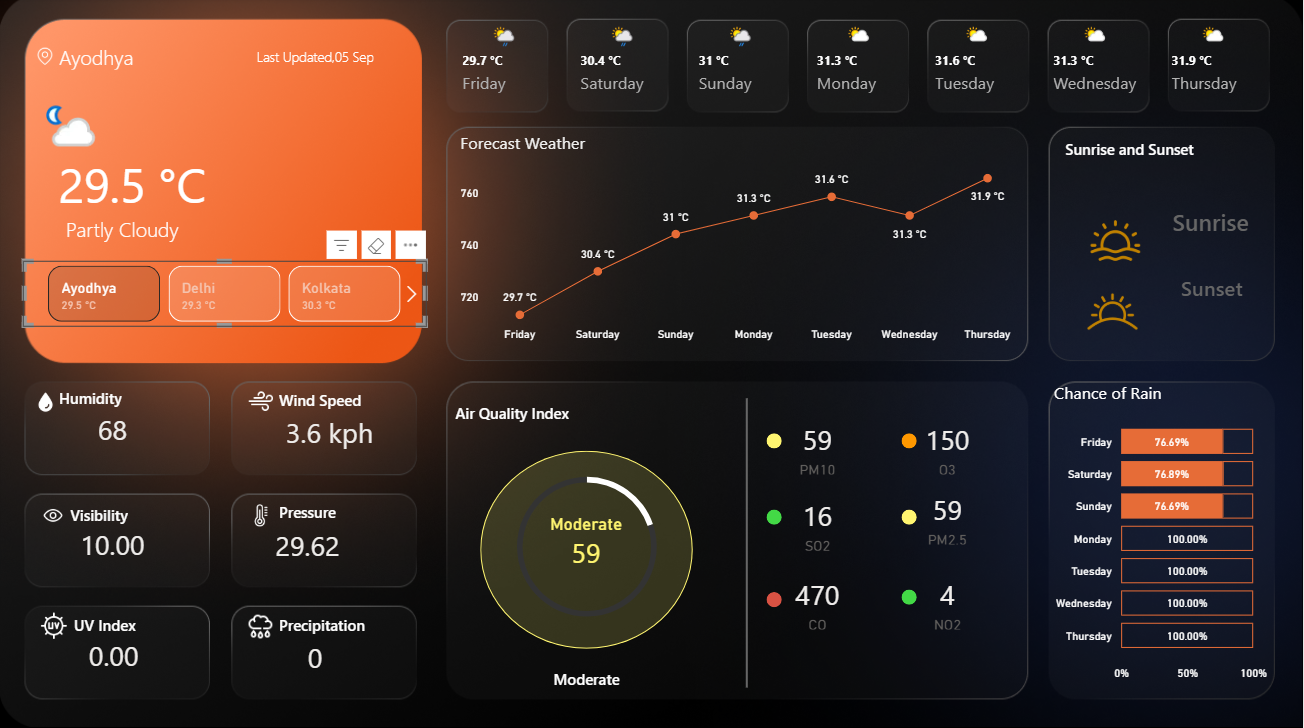 Ayodhya
Last Updated,05 Sep
29.5 °C
Partly Cloudy
Ayodhya
29.5 °C
Delhi
29.3 °C
Kolkata
30.3 °C
29.7 °C
Friday
30.4 °C
Saturday
31 °C
Sunday
31.3 °C
Monday
31.6 °C
Tuesday
31.3 °C
Wednesday
31.9 °C
Thursday
Forecast Weather
760
740
720
29.7 °C
30.4 °C
31 °C
31.3 °C
31.6 °C
31.3 °C
31.9 °C
Friday Saturday Sunday Monday Tuesday Wednesday Thursday
Sunrise and Sunset
Sunrise
Sunset
Humidity
68
Wind Speed
3.6 kph
Visibility
10.00
Pressure
29.62
UV
UV Index
0.00
Precipitation
0
Air Quality Index
Moderate
59
Moderate
59
PM10
150
O3
16
SO2
59
PM2.5
470
CO
4
NO2
Chance of Rain
Friday 76.69%
Saturday 76.89%
Sunday 76.69%
Monday 100.00%
Tuesday 100.00%
Wednesday 100.00%
Thursday 100.00%
0% 50% 100%